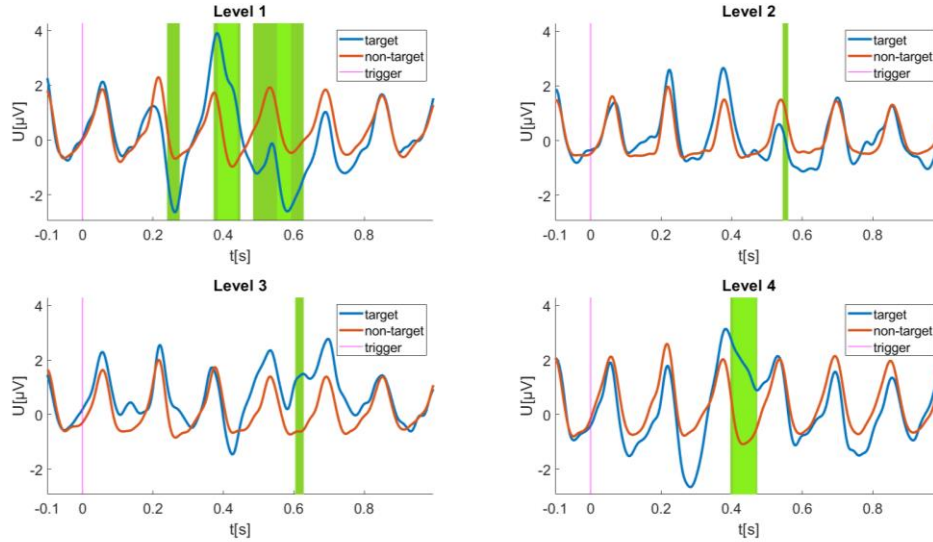 Level 1
U[µV]
4
2
0
-2
-0.1
0
0.2
0.4
0.6
0.8
t[s]
target
non-target
trigger
Level 2
U[µV]
4
2
0
-2
-0.1
0
0.2
0.4
0.6
0.8
t[s]
target
non-target
trigger
Level 3
U[µV]
4
2
0
-2
-0.1
0
0.2
0.4
0.6
0.8
t[s]
target
non-target
trigger
Level 4
U[µV]
4
2
0
-2
-0.1
0
0.2
0.4
0.6
0.8
t[s]
target
non-target
trigger